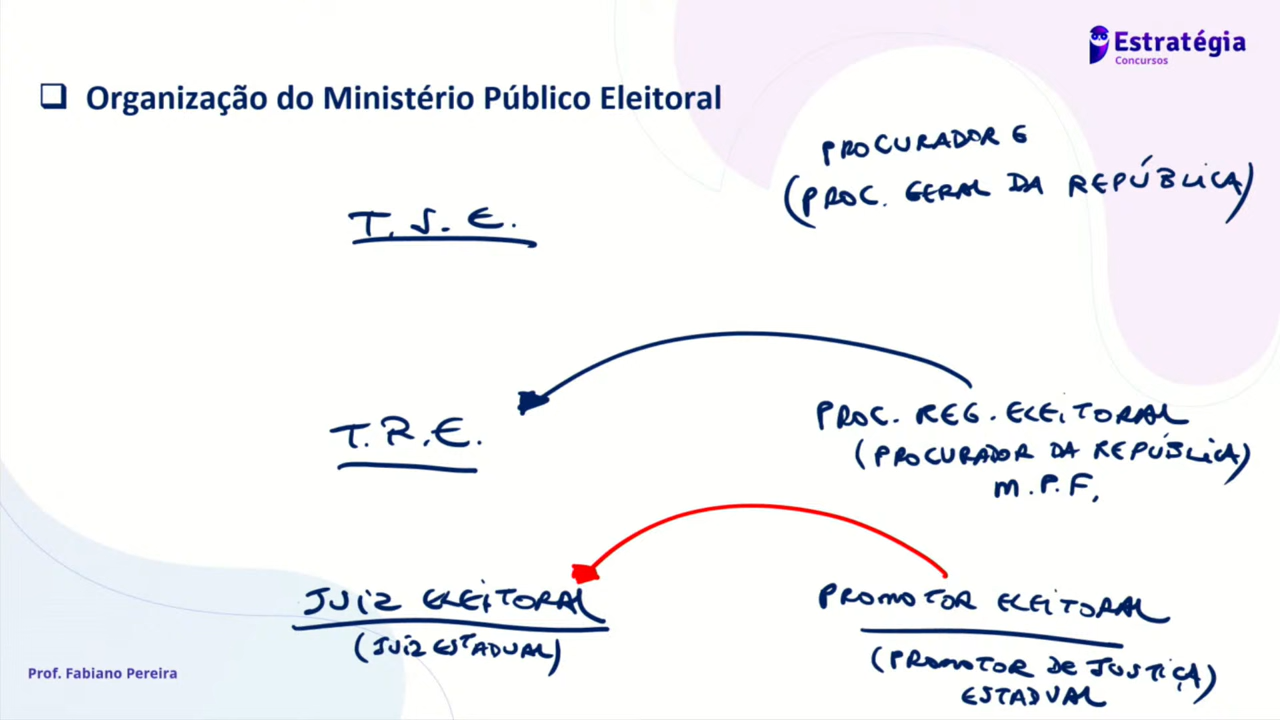 Estratégia
Concursos
❑ Organização do Ministério Público Eleitoral
PROCURADOR G
(PROC. GERAL DA REPÚBLICA)
T.S.E.
T.R.E.
PROC. REG. ELEITORAL
(PROCURADOR DA REPÚBLICA)
M.P.F.
JUIZ ELEITORAL
(JUIZ ESTADUAL)
PROMOTOR ELEITORAL
(PROMOTOR DE JUSTIÇA)
ESTADUAL
Prof. Fabiano Pereira